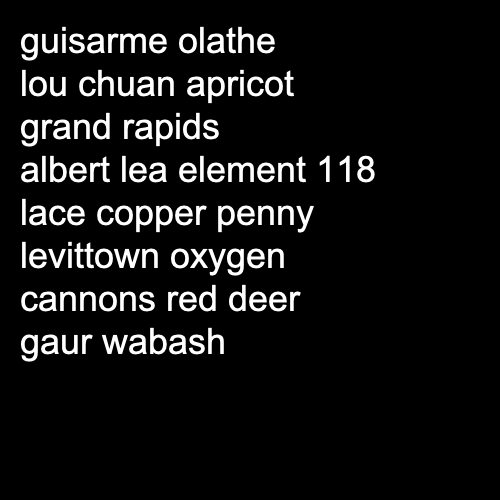 guisarme olathe
lou chuan apricot
grand rapids
albert lea element 118
lace copper penny
levittown oxygen
cannons red deer
gaur wabash